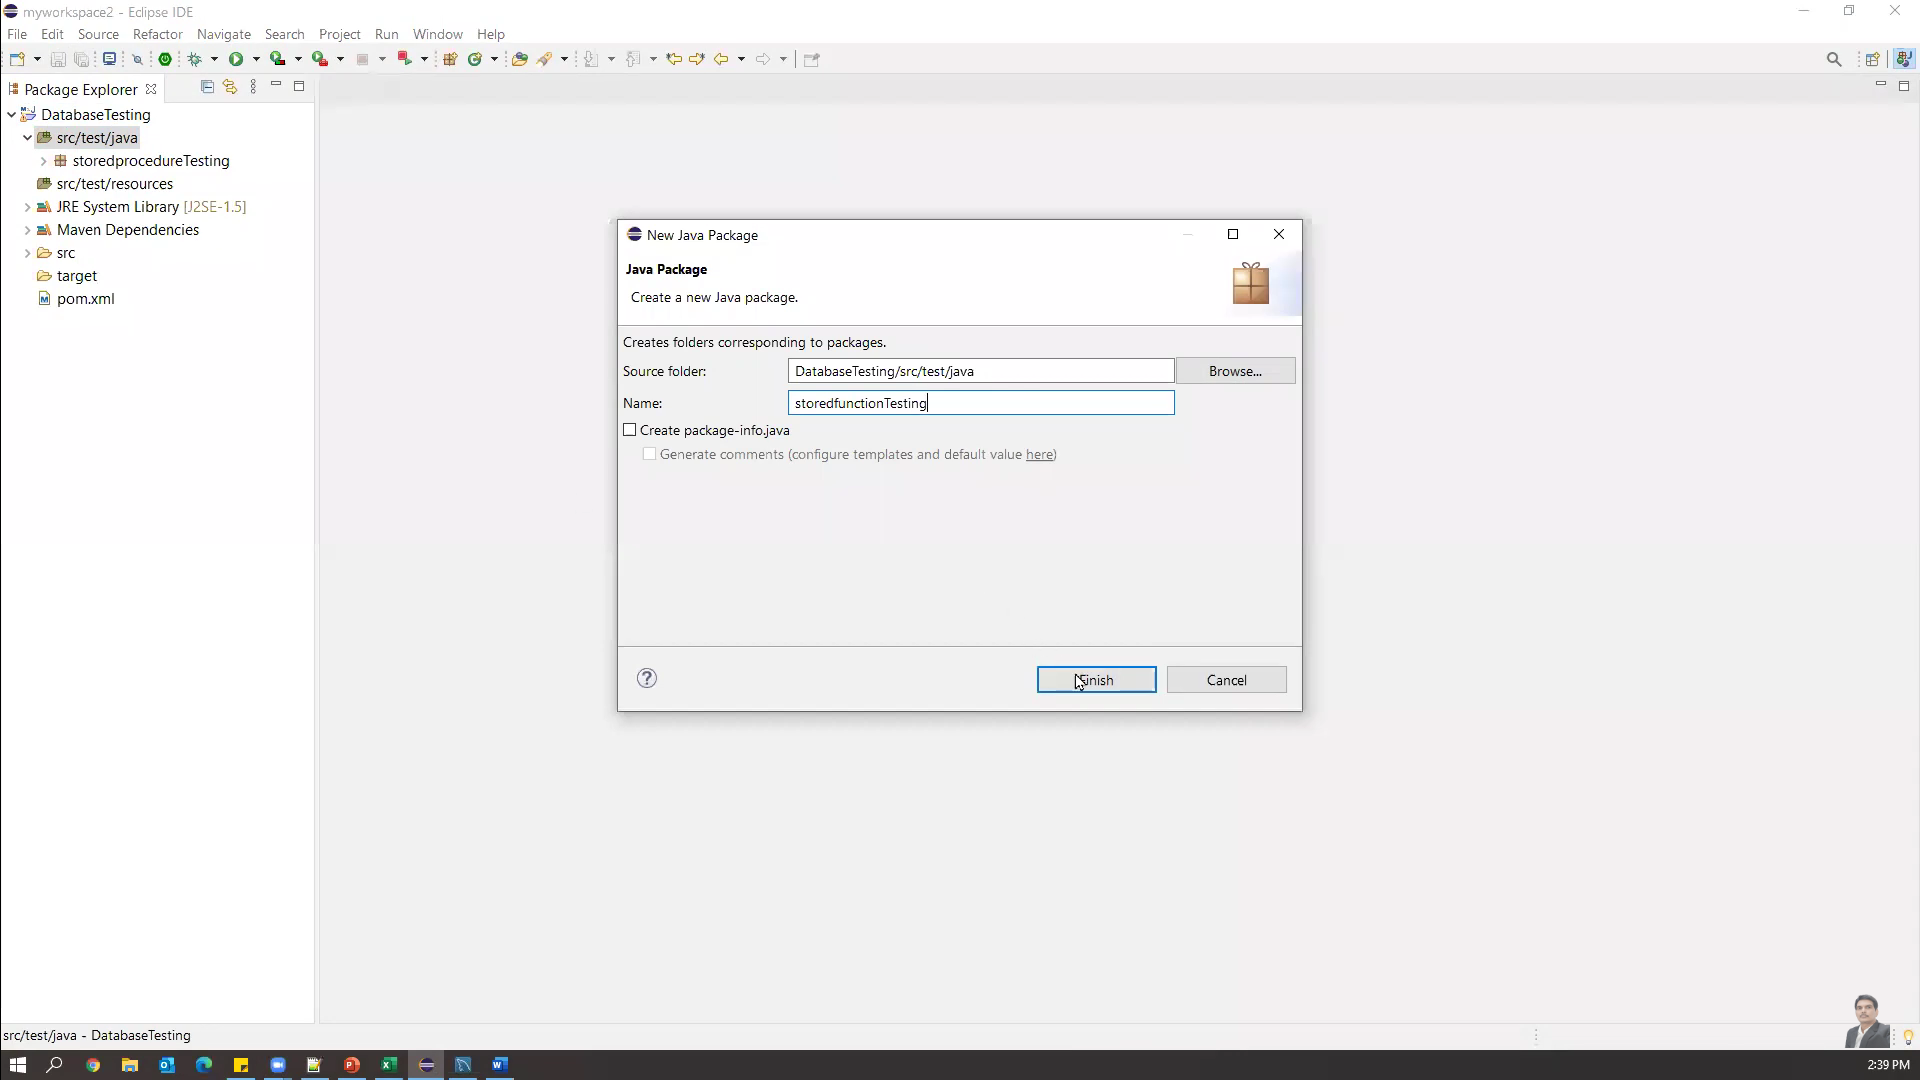 myworkspace2 - Eclipse IDE
File Edit Source Refactor Navigate Search Project Run Window Help
Package Explorer
DatabaseTesting
src/test/java
storedprocedureTesting
src/test/resources
JRE System Library [J2SE-1.5]
Maven Dependencies
src
target
pom.xml
New Java Package
Java Package
Create a new Java package.
Creates folders corresponding to packages.
Source folder: DatabaseTesting/src/test/java Browse...
Name: storedfunctionTesting
Create package-info.java
Generate comments (configure templates and default value here)
? Finish Cancel
src/test/java - DatabaseTesting
2:39 PM